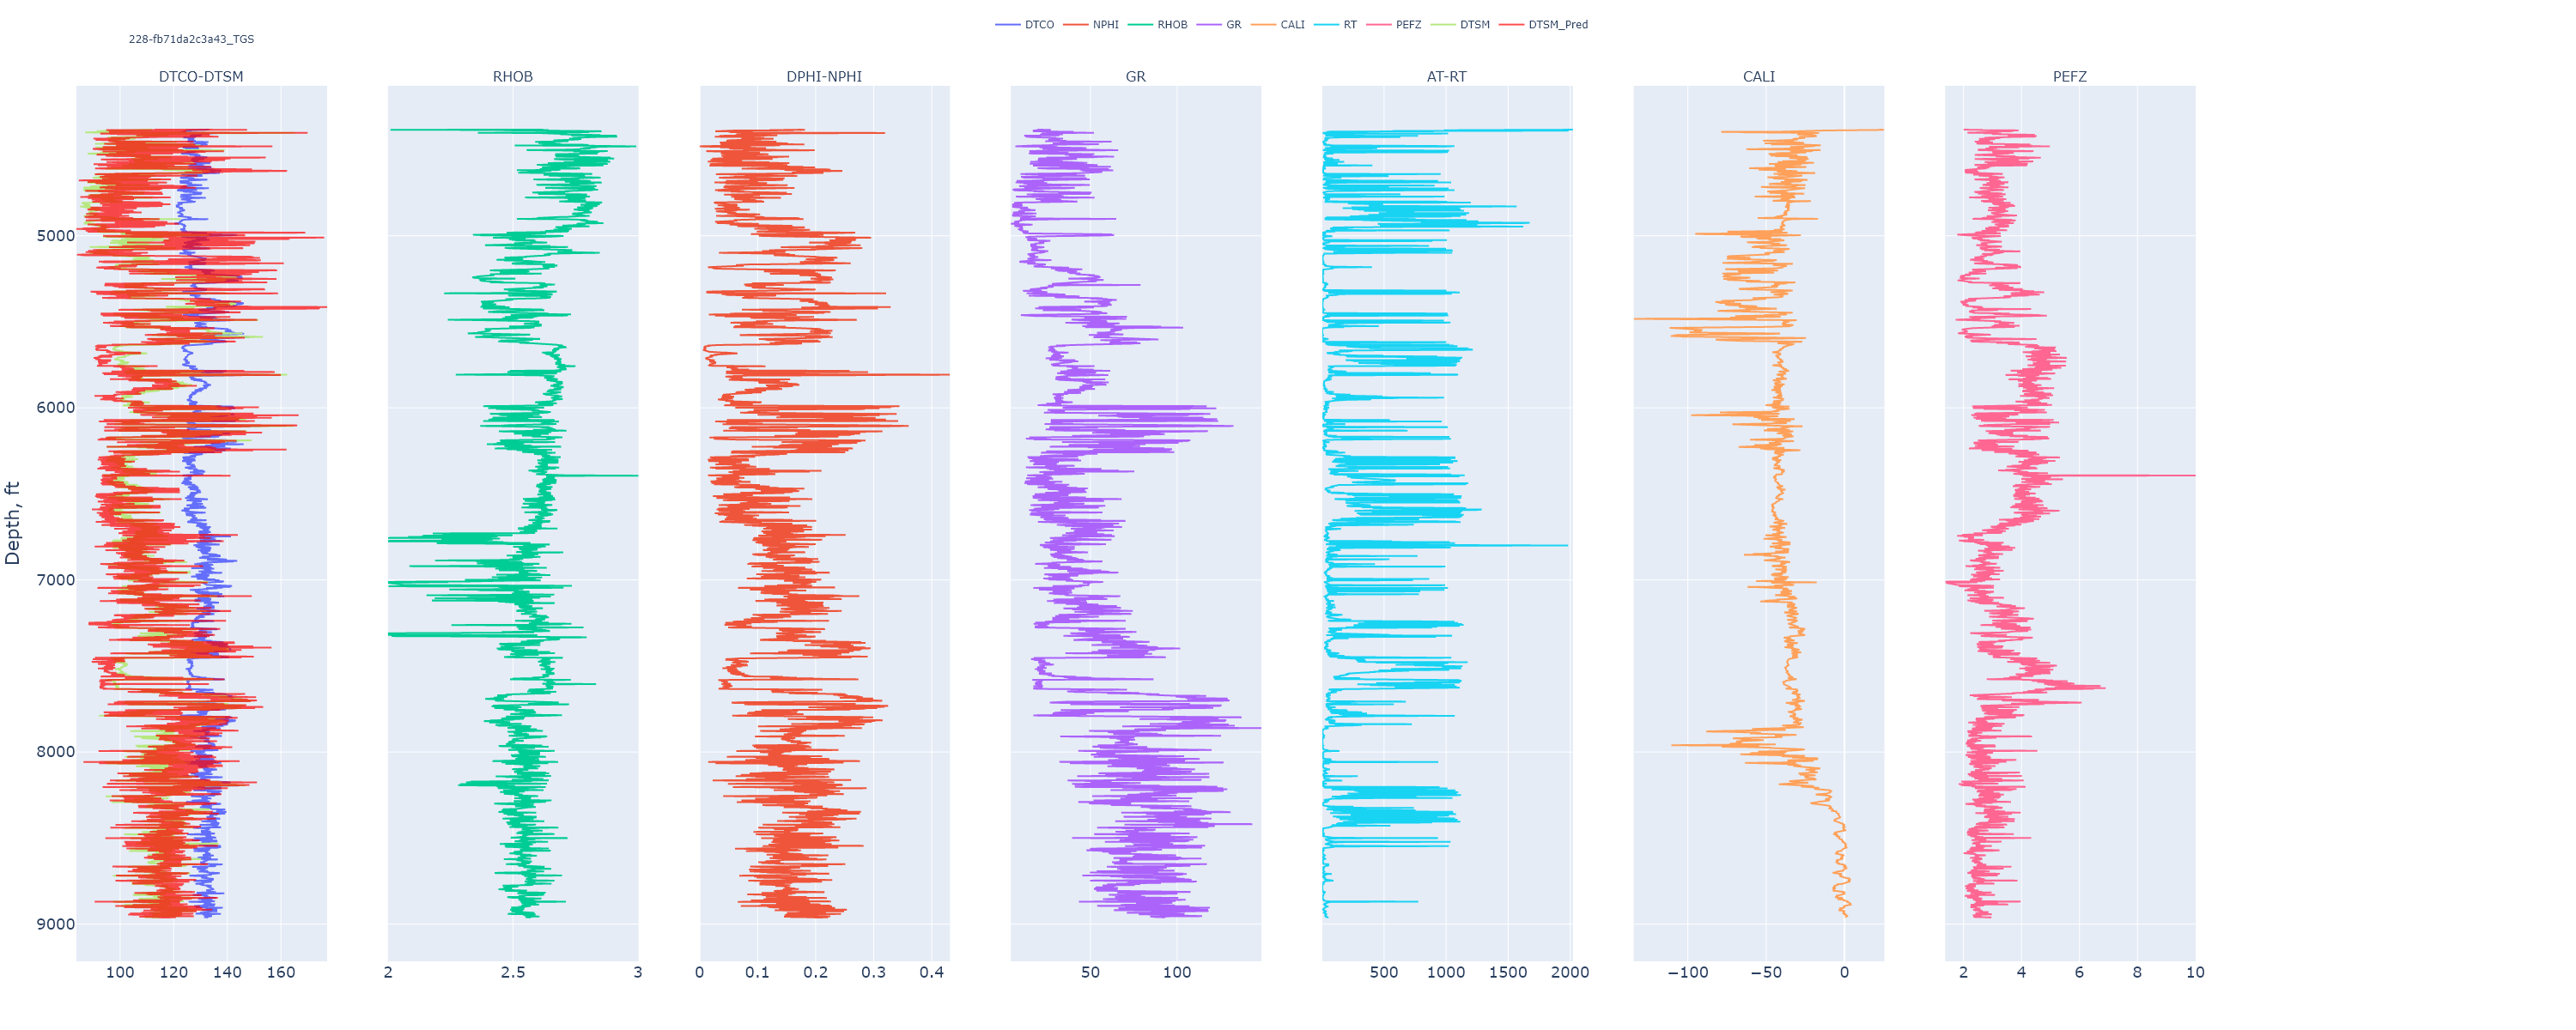 DTCO NPHI RHOB GR CALI RT PEFZ DTSM DTSM_Pred
228-fb71da2c3a43_TGS
DTCO-DTSM RHOB DPHI-NPHI GR AT-RT CALI PEFZ
5000
6000
7000
8000
9000
Depth, ft
100 120 140 160 2 2.5 3 0 0.1 0.2 0.3 0.4 50 100 500 1000 1500 2000 −100 −50 0 2 4 6 8 10